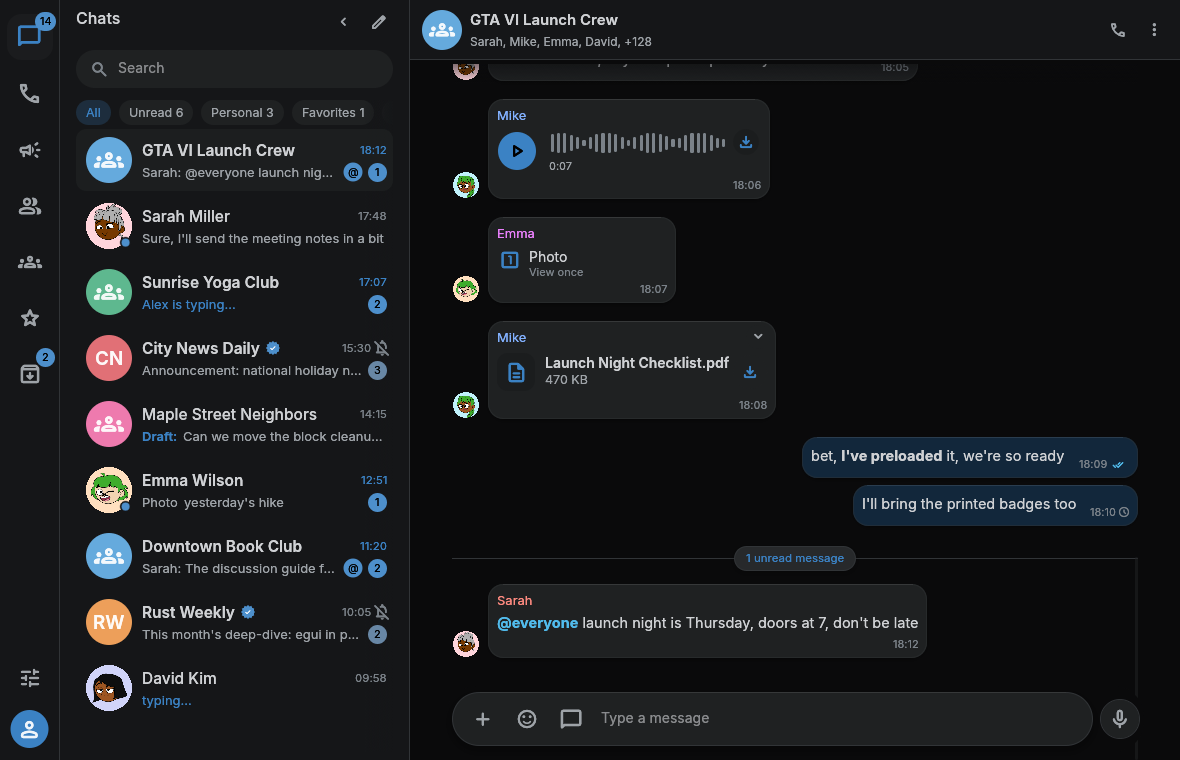 14
Chats
Search
All
Unread 6
Personal 3
Favorites 1
GTA VI Launch Crew
18:12
Sarah: @everyone launch nig...
@
1
Sarah Miller
17:48
Sure, I'll send the meeting notes in a bit
Sunrise Yoga Club
17:07
Alex is typing...
2
2
CN
City News Daily
15:30
Announcement: national holiday n...
3
Maple Street Neighbors
14:15
Draft: Can we move the block cleanu...
Emma Wilson
12:51
Photo yesterday's hike
1
Downtown Book Club
11:20
Sarah: The discussion guide f...
@
2
RW
Rust Weekly
10:05
This month's deep-dive: egui in p...
2
David Kim
09:58
typing...
GTA VI Launch Crew
Sarah, Mike, Emma, David, +128
18:05
Mike
0:07
18:06
Emma
1
Photo
View once
18:07
Mike
Launch Night Checklist.pdf
470 KB
18:08
bet, I've preloaded it, we're so ready
18:09
I'll bring the printed badges too
18:10
1 unread message
Sarah
@everyone launch night is Thursday, doors at 7, don't be late
18:12
Type a message